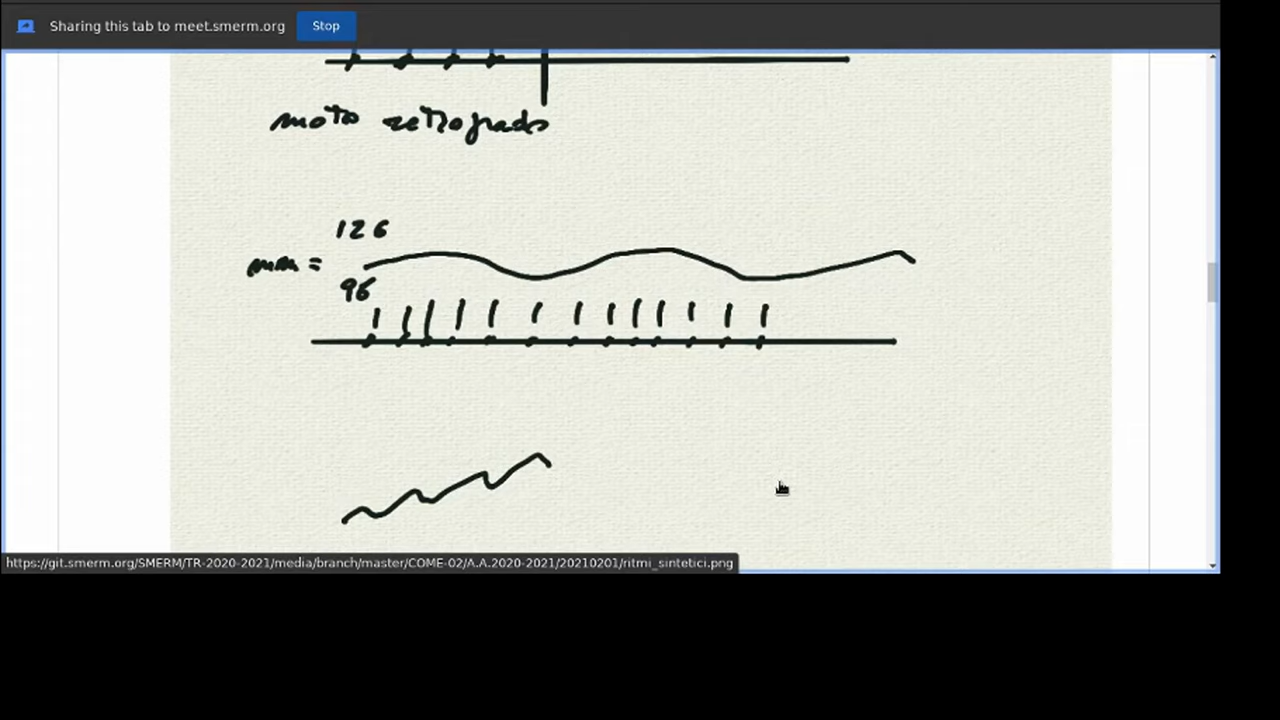 Sharing this tab to meet.smerm.org Stop
moto retrogrado
126
mm =
96
https://git.smerm.org/SMERM/TR-2020-2021/media/branch/master/COME-02/A.A.2020-2021/20210201/ritmi_sintetici.png